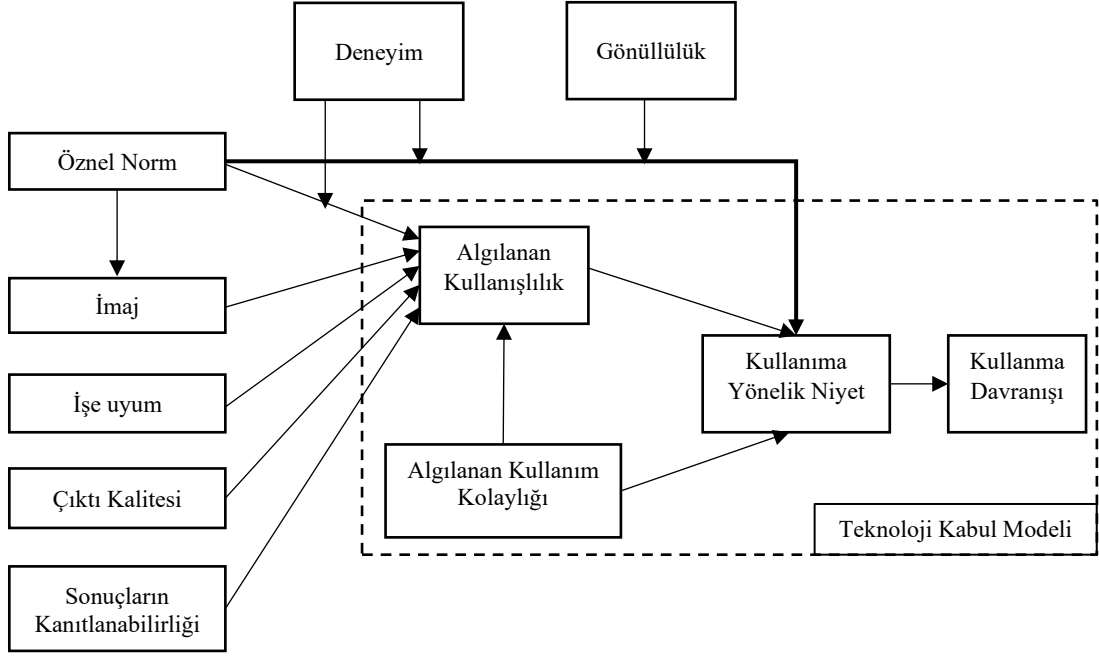 Deneyim
Gönüllülük
Öznel Norm
Algılanan
Kullanışlılık
İmaj
Kullanıma
Yönelik Niyet
Kullanma
Davranışı
İşe uyum
Algılanan Kullanım
Kolaylığı
Çıktı Kalitesi
Teknoloji Kabul Modeli
Sonuçların
Kanıtlanabilirliği